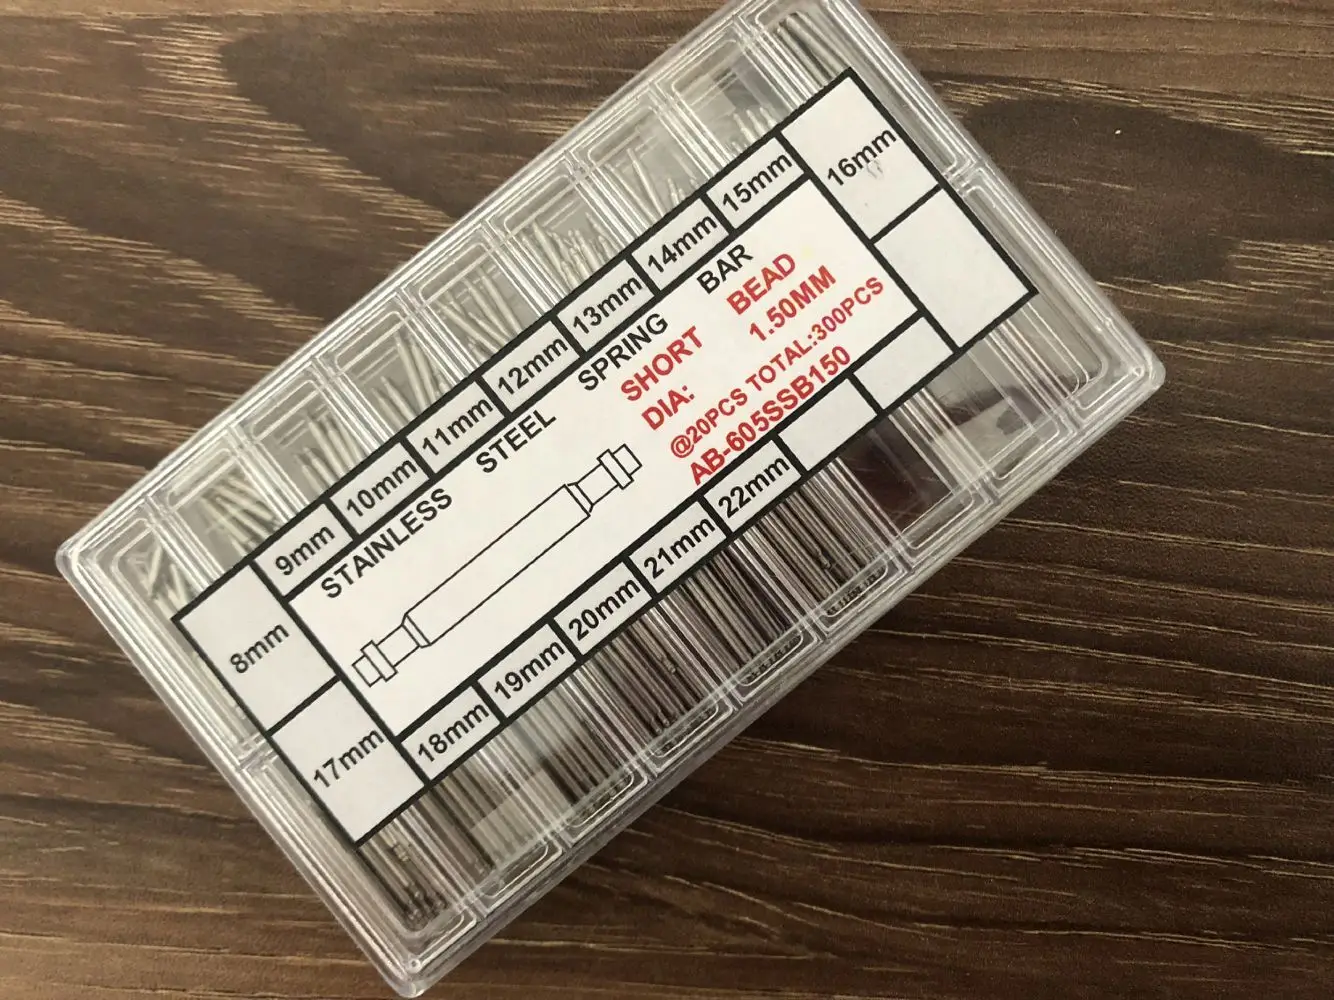 8mm
9mm
10mm
11mm
12mm
13mm
14mm
15mm
16mm
STAINLESS STEEL SPRING BAR
SHORT BEAD
DIA: 1.50MM
@20PCS TOTAL:300PCS
AB-605SSB150
17mm
18mm
19mm
20mm
21mm
22mm